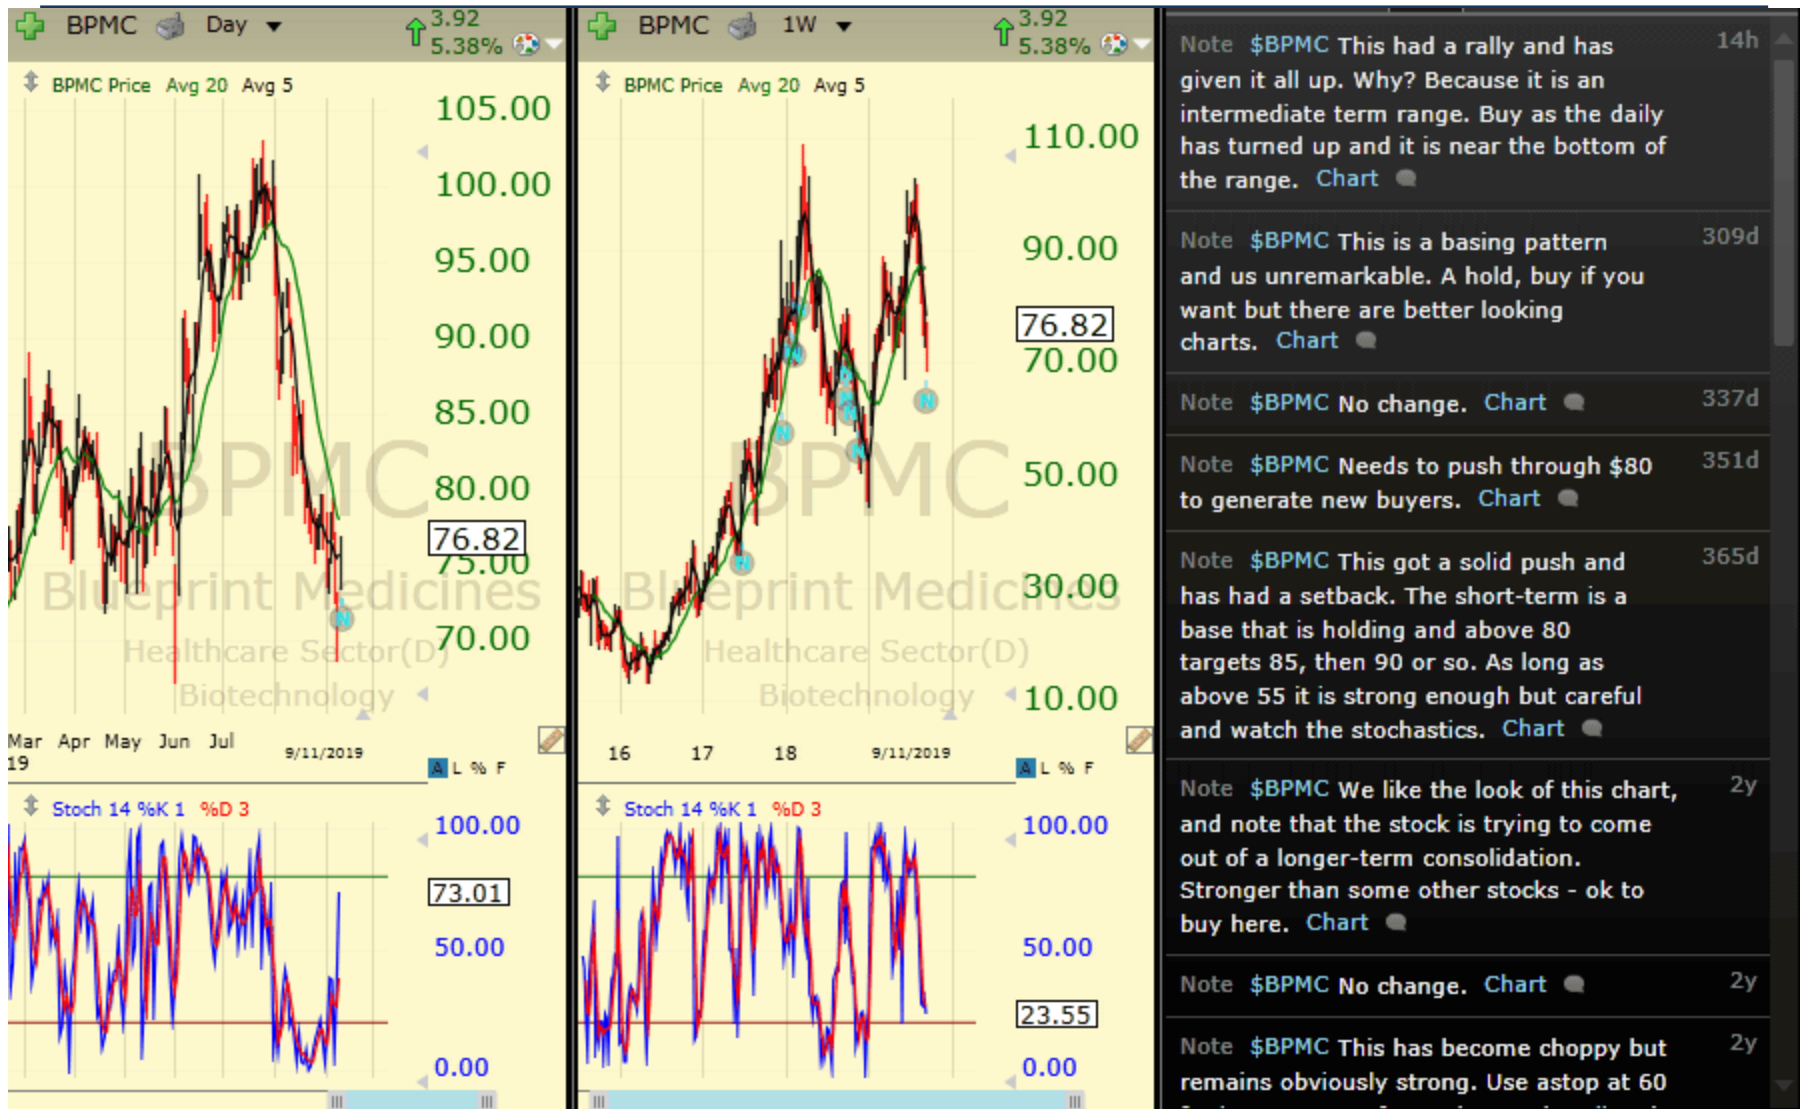 BPMC Day
3.92
5.38%
BPMC Price Avg 20 Avg 5
105.00
100.00
95.00
90.00
85.00
80.00
76.82
75.00
70.00
BPMC
Blueprint Medicines
Healthcare Sector(D)
Biotechnology
N
Mar Apr May Jun Jul
19
9/11/2019
A L % F
Stoch 14 %K 1 %D 3
100.00
73.01
50.00
0.00
BPMC 1W
3.92
5.38%
BPMC Price Avg 20 Avg 5
110.00
90.00
76.82
70.00
50.00
30.00
10.00
BPMC
Blueprint Medicines
Healthcare Sector(D)
Biotechnology
N
N
N
N
N
N
N
16 17 18 9/11/2019
A L % F
Stoch 14 %K 1 %D 3
100.00
50.00
23.55
0.00
Note $BPMC This had a rally and has 14h
given it all up. Why? Because it is an
intermediate term range. Buy as the daily
has turned up and it is near the bottom of
the range. Chart
Note $BPMC This is a basing pattern 309d
and us unremarkable. A hold, buy if you
want but there are better looking
charts. Chart
Note $BPMC No change. Chart 337d
Note $BPMC Needs to push through $80 351d
to generate new buyers. Chart
Note $BPMC This got a solid push and 365d
has had a setback. The short-term is a
base that is holding and above 80
targets 85, then 90 or so. As long as
above 55 it is strong enough but careful
and watch the stochastics. Chart
Note $BPMC We like the look of this chart, 2y
and note that the stock is trying to come
out of a longer-term consolidation.
Stronger than some other stocks - ok to
buy here. Chart
Note $BPMC No change. Chart 2y
Note $BPMC This has become choppy but 2y
remains obviously strong. Use astop at 60